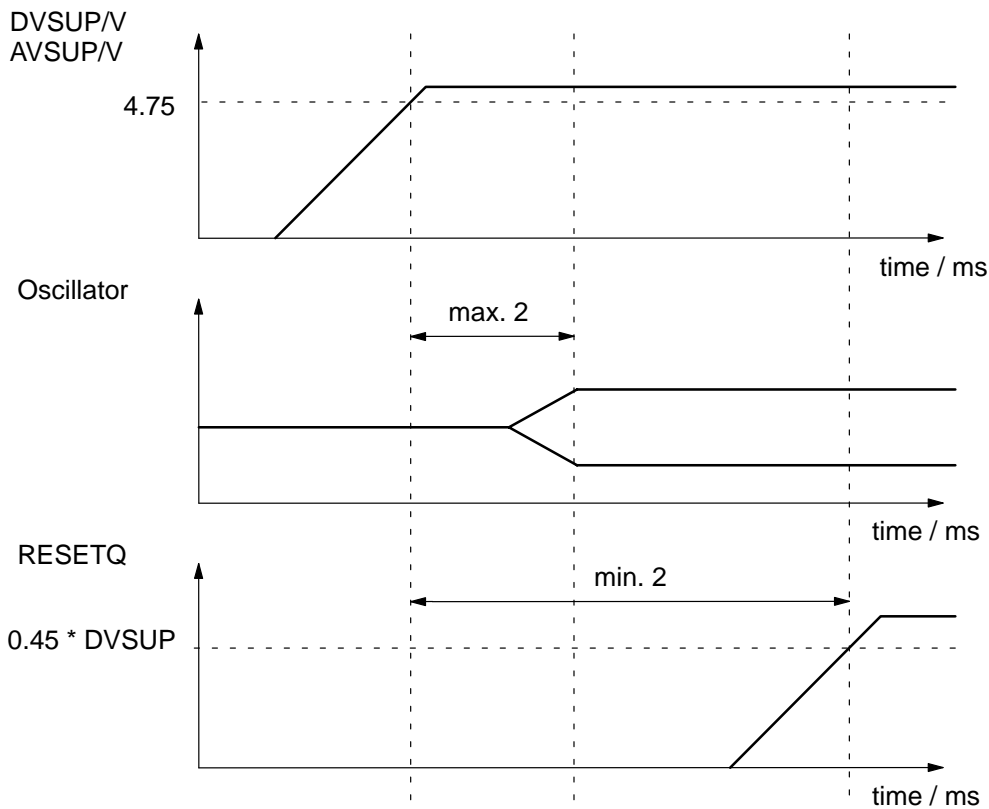 DVSUP/V
AVSUP/V
4.75
time / ms
Oscillator
max. 2
time / ms
RESETQ
min. 2
0.45 * DVSUP
time / ms